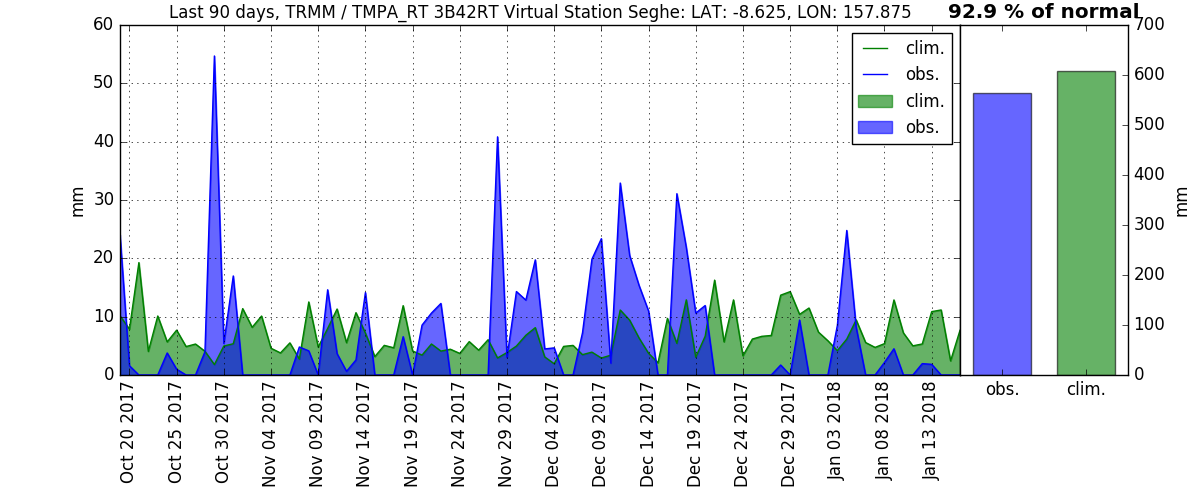 Last 90 days, TRMM / TMPA_RT 3B42RT Virtual Station Seghe: LAT: -8.625, LON: 157.875
92.9 % of normal
60
50
40
30
20
10
0
mm
clim.
obs.
clim.
obs.
700
600
500
400
300
200
100
0
mm
obs.
clim.
Oct 20 2017
Oct 25 2017
Oct 30 2017
Nov 04 2017
Nov 09 2017
Nov 14 2017
Nov 19 2017
Nov 24 2017
Nov 29 2017
Dec 04 2017
Dec 09 2017
Dec 14 2017
Dec 19 2017
Dec 24 2017
Dec 29 2017
Jan 03 2018
Jan 08 2018
Jan 13 2018